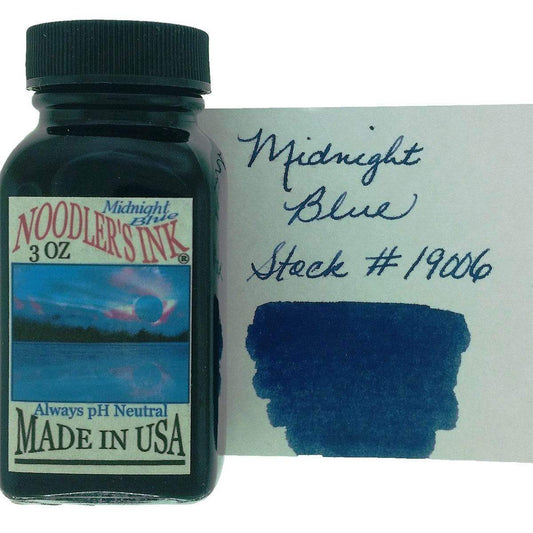 Midnight
Blue
NOODLER'S INK®
3 OZ
Always pH Neutral
MADE IN USA
Midnight
Blue
Stock # 19006